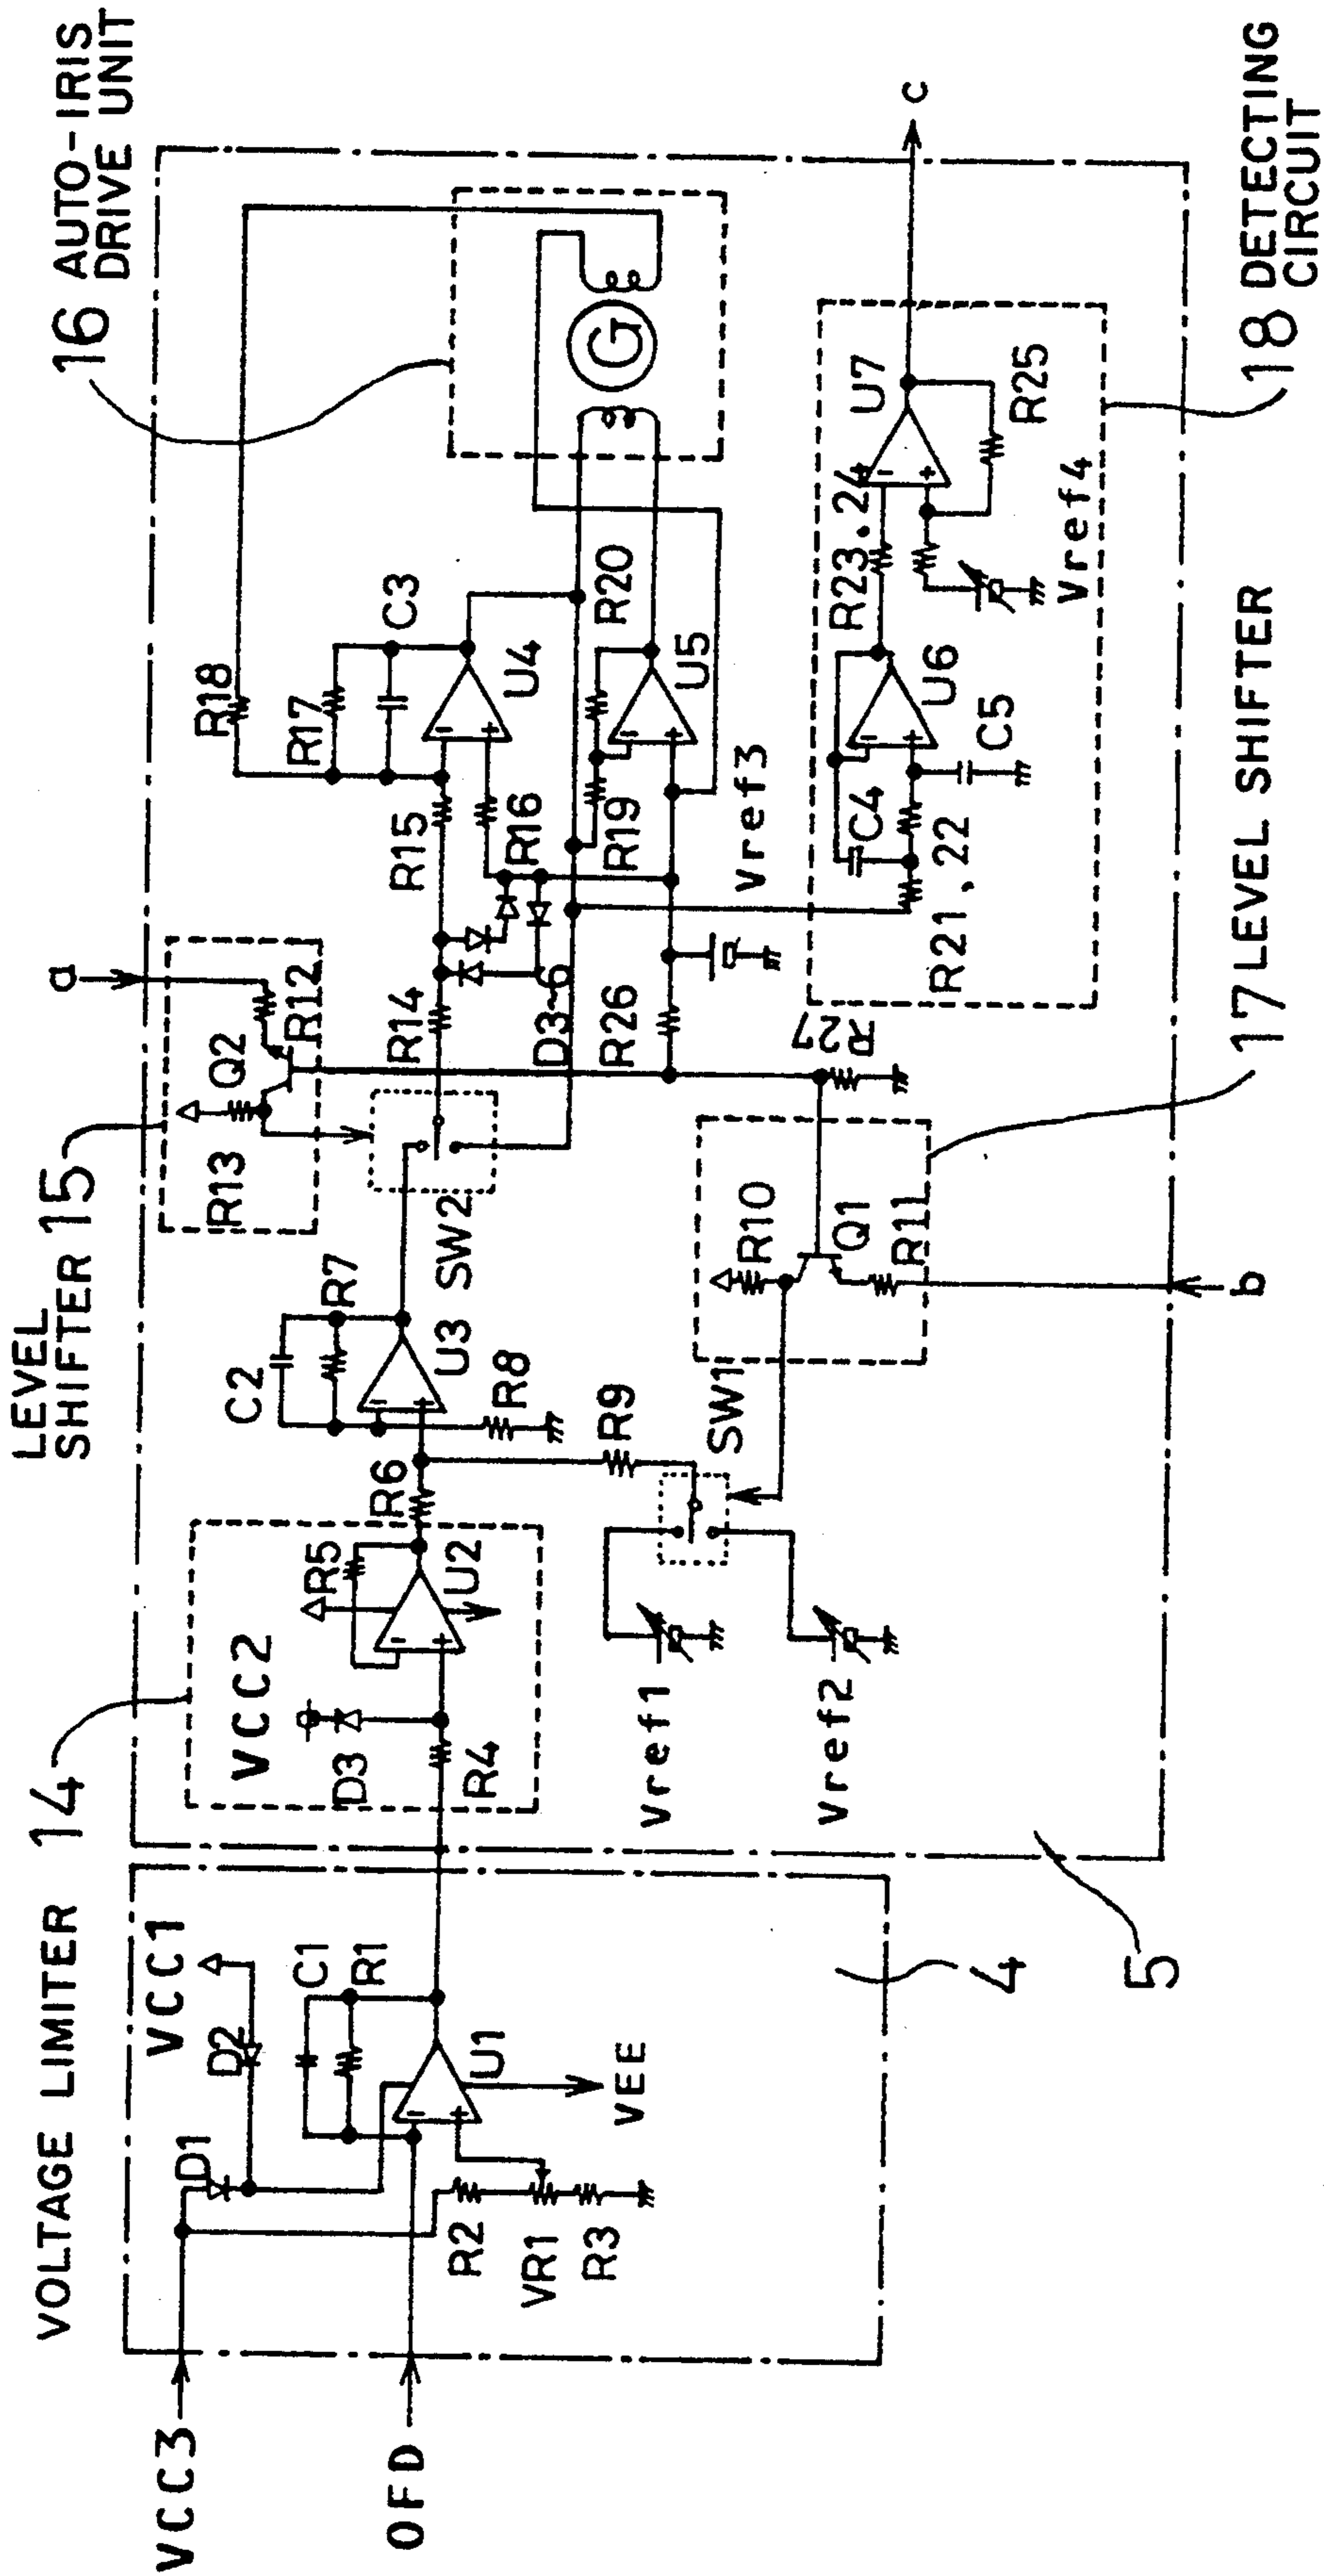 VOLTAGE LIMITER 14
LEVEL
SHIFTER 15
16 AUTO-IRIS
DRIVE UNIT
VCC3
OFD
VCC1
D1
D2
C1
R1
U1
VEE
R2
VR1
R3
4
VCC2
D3
R4
R5
U2
R6
C2
R7
U3
R8
R9
SW1
Vref1
Vref2
5
R13
Q2
R12
a
SW2
R14
D3~6
R15
R16
R17
R18
C3
U4
R19
R20
U5
Vref3
R26
R27
G
R10
Q1
R11
b
17 LEVEL SHIFTER
R21,22
C4
C5
U6
R23.24
U7
R25
Vref4
c
18 DETECTING
CIRCUIT
- + - + - + - + - + - + - +